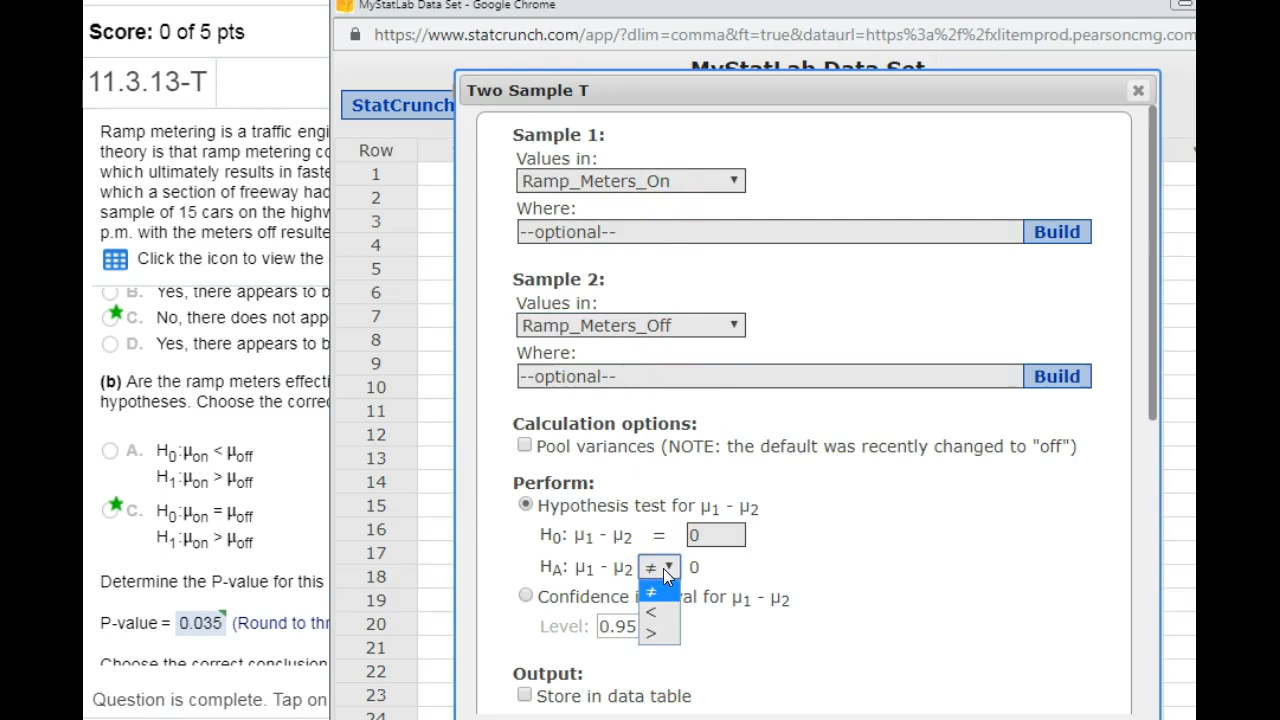 MyStatLab Data Set - Google Chrome
Score: 0 of 5 pts
https://www.statcrunch.com/app/?dlim=comma&ft=true&dataurl=https%3a%2f%2fxlitemprod.pearsoncmg.com
11.3.13-T
MyStatLab Data Set
StatCrunch
Two Sample T
Ramp metering is a traffic engi
theory is that ramp metering co
which ultimately results in faste
which a section of freeway had
sample of 15 cars on the highw
p.m. with the meters off resulte
Click the icon to view the
B. Yes, there appears to b
C. No, there does not app
D. Yes, there appears to b
(b) Are the ramp meters effecti
hypotheses. Choose the correc
A. H0:μon < μoff
H1:μon > μoff
C. H0:μon = μoff
H1:μon > μoff
Determine the P-value for this
P-value = 0.035 (Round to thr
Choose the correct conclusion
Question is complete. Tap on
Row
1
2
3
4
5
6
7
8
9
10
11
12
13
14
15
16
17
18
19
20
21
22
23
24
Sample 1:
Values in:
Ramp_Meters_On
Where:
--optional-- Build
Sample 2:
Values in:
Ramp_Meters_Off
Where:
--optional-- Build
Calculation options:
Pool variances (NOTE: the default was recently changed to "off")
Perform:
Hypothesis test for μ1 - μ2
H0: μ1 - μ2 = 0
HA: μ1 - μ2 ≠ 0
≠
<
>
Confidence i val for μ1 - μ2
Level: 0.95
Output:
Store in data table